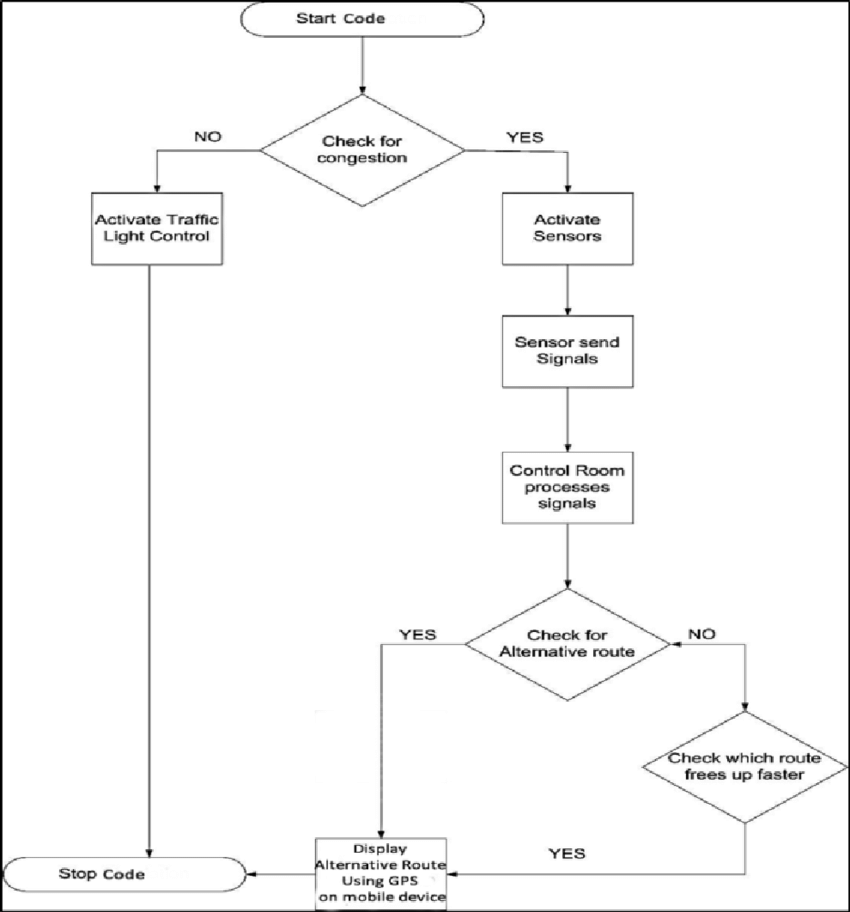 Start Code
NO
YES
Check for
congestion
Activate Traffic
Light Control
Activate
Sensors
Sensor send
Signals
Control Room
processes
signals
YES
NO
Check for
Alternative route
Check which route
frees up faster
Display
Alternative Route
Using GPS
on mobile device
YES
Stop Code